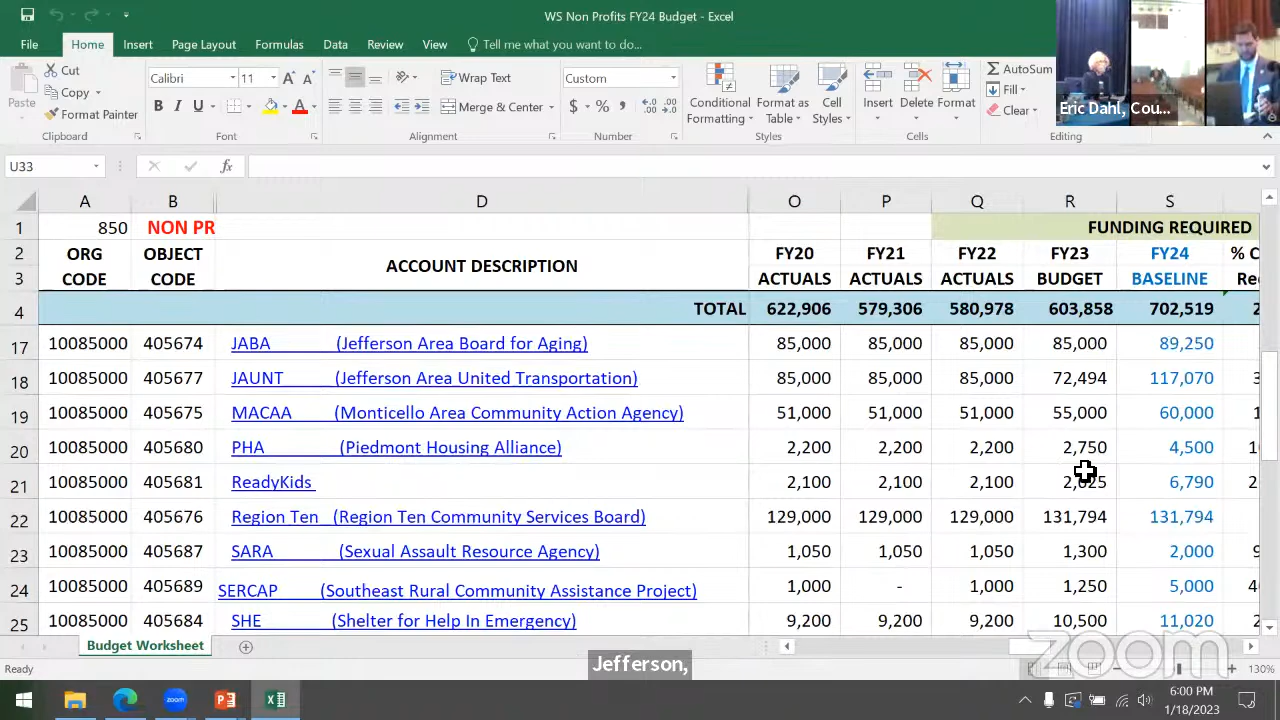 WS Non Profits FY24 Budget - Excel
File Home Insert Page Layout Formulas Data Review View Tell me what you want to do...
Paste
Cut
Copy
Format Painter
Clipboard
Calibri 11
B I U
Font
Wrap Text
Merge & Center
Alignment
Custom
$ %
Number
Conditional Formatting
Format as Table
Cell Styles
Styles
Insert Delete Format
Cells
AutoSum
Fill
Clear
Editing
Eric Dahl, Cou...
U33 fx
A B D O P Q R S
1 850 NON PR FUNDING REQUIRED
2 ORG OBJECT ACCOUNT DESCRIPTION FY20 FY21 FY22 FY23 FY24 % C
3 CODE CODE ACTUALS ACTUALS ACTUALS BUDGET BASELINE Rec
4 TOTAL 622,906 579,306 580,978 603,858 702,519 2
17 10085000 405674 JABA (Jefferson Area Board for Aging) 85,000 85,000 85,000 85,000 89,250
18 10085000 405677 JAUNT (Jefferson Area United Transportation) 85,000 85,000 85,000 72,494 117,070 3
19 10085000 405675 MACAA (Monticello Area Community Action Agency) 51,000 51,000 51,000 55,000 60,000 1
20 10085000 405680 PHA (Piedmont Housing Alliance) 2,200 2,200 2,200 2,750 4,500 10
21 10085000 405681 ReadyKids 2,100 2,100 2,100 6,790 2
22 10085000 405676 Region Ten (Region Ten Community Services Board) 129,000 129,000 129,000 131,794 131,794
23 10085000 405687 SARA (Sexual Assault Resource Agency) 1,050 1,050 1,050 1,300 2,000 9
24 10085000 405689 SERCAP (Southeast Rural Community Assistance Project) 1,000 - 1,000 1,250 5,000 4
25 10085000 405684 SHE (Shelter for Help In Emergency) 9,200 9,200 9,200 10,500 11,020
Budget Worksheet
zoom
Ready
Jefferson,
130%
zoom
6:00 PM
1/18/2023